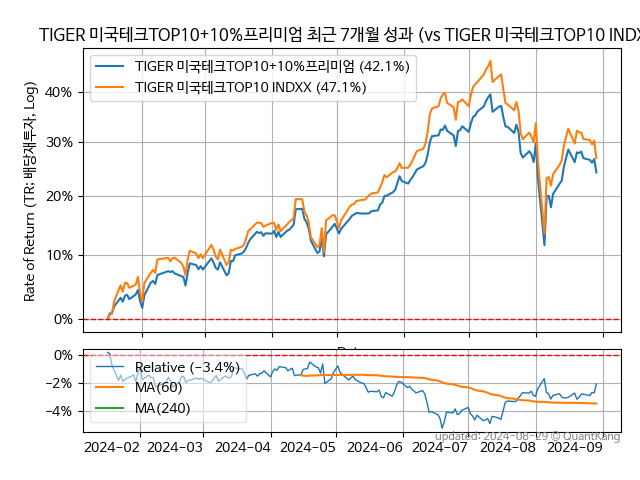 TIGER 미국테크TOP10+10%프리미엄 최근 7개월 성과 (vs TIGER 미국테크TOP10 INDX
Rate of Return (TR: 배당재투자, Log)
TIGER 미국테크TOP10+10%프리미엄 (42.1%)
TIGER 미국테크TOP10 INDXX (47.1%)
40%
30%
20%
10%
0%
0%
−2%
−4%
Relative (−3.4%)
MA(60)
MA(240)
2024-02
2024-03
2024-04
2024-05
2024-06
2024-07
2024-08
2024-09
updated: 2024-08-29 © QuantKang